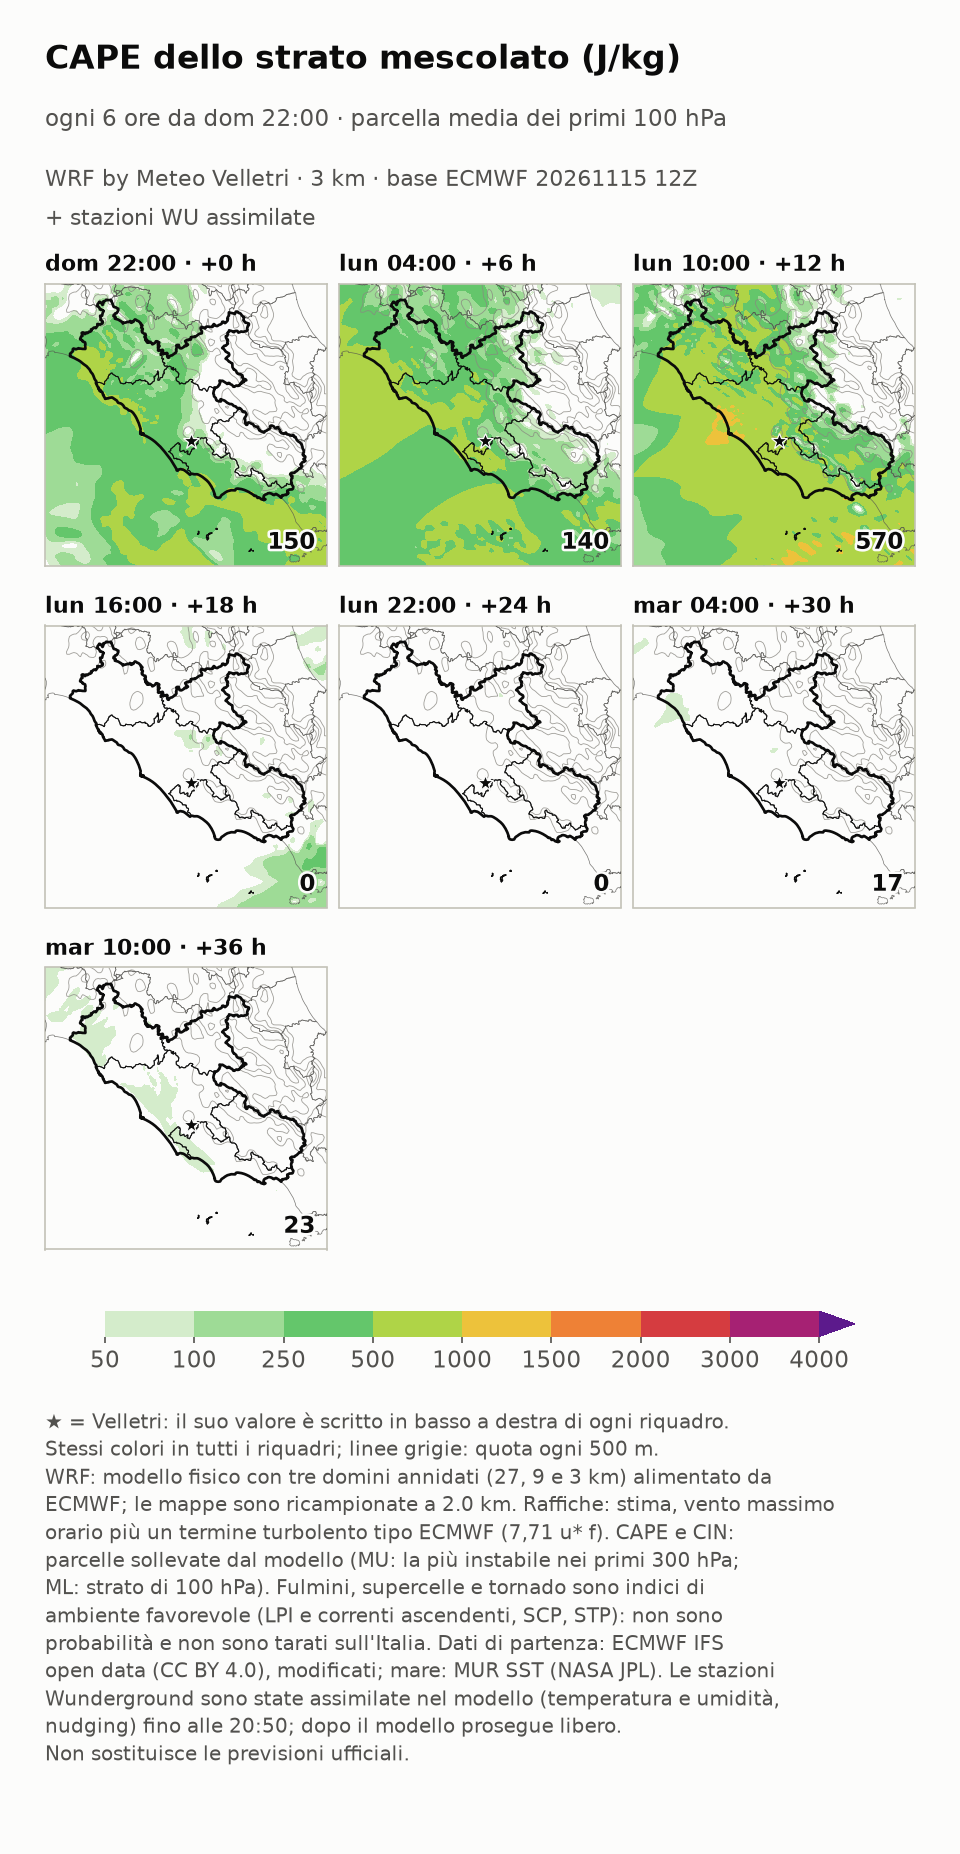 CAPE dello strato mescolato (J/kg)
ogni 6 ore da dom 22:00 · parcella media dei primi 100 hPa
WRF by Meteo Velletri · 3 km · base ECMWF 20261115 12Z
+ stazioni WU assimilate
dom 22:00 · +0 h
lun 04:00 · +6 h
lun 10:00 · +12 h
150
140
570
lun 16:00 · +18 h
lun 22:00 · +24 h
mar 04:00 · +30 h
0
0
17
mar 10:00 · +36 h
23
50 100 250 500 1000 1500 2000 3000 4000
★ = Velletri: il suo valore è scritto in basso a destra di ogni riquadro.
Stessi colori in tutti i riquadri; linee grigie: quota ogni 500 m.
WRF: modello fisico con tre domini annidati (27, 9 e 3 km) alimentato da
ECMWF; le mappe sono ricampionate a 2.0 km. Raffiche: stima, vento massimo
orario più un termine turbolento tipo ECMWF (7,71 u* f). CAPE e CIN:
parcelle sollevate dal modello (MU: la più instabile nei primi 300 hPa;
ML: strato di 100 hPa). Fulmini, supercelle e tornado sono indici di
ambiente favorevole (LPI e correnti ascendenti, SCP, STP): non sono
probabilità e non sono tarati sull'Italia. Dati di partenza: ECMWF IFS
open data (CC BY 4.0), modificati; mare: MUR SST (NASA JPL). Le stazioni
Wunderground sono state assimilate nel modello (temperatura e umidità,
nudging) fino alle 20:50; dopo il modello prosegue libero.
Non sostituisce le previsioni ufficiali.